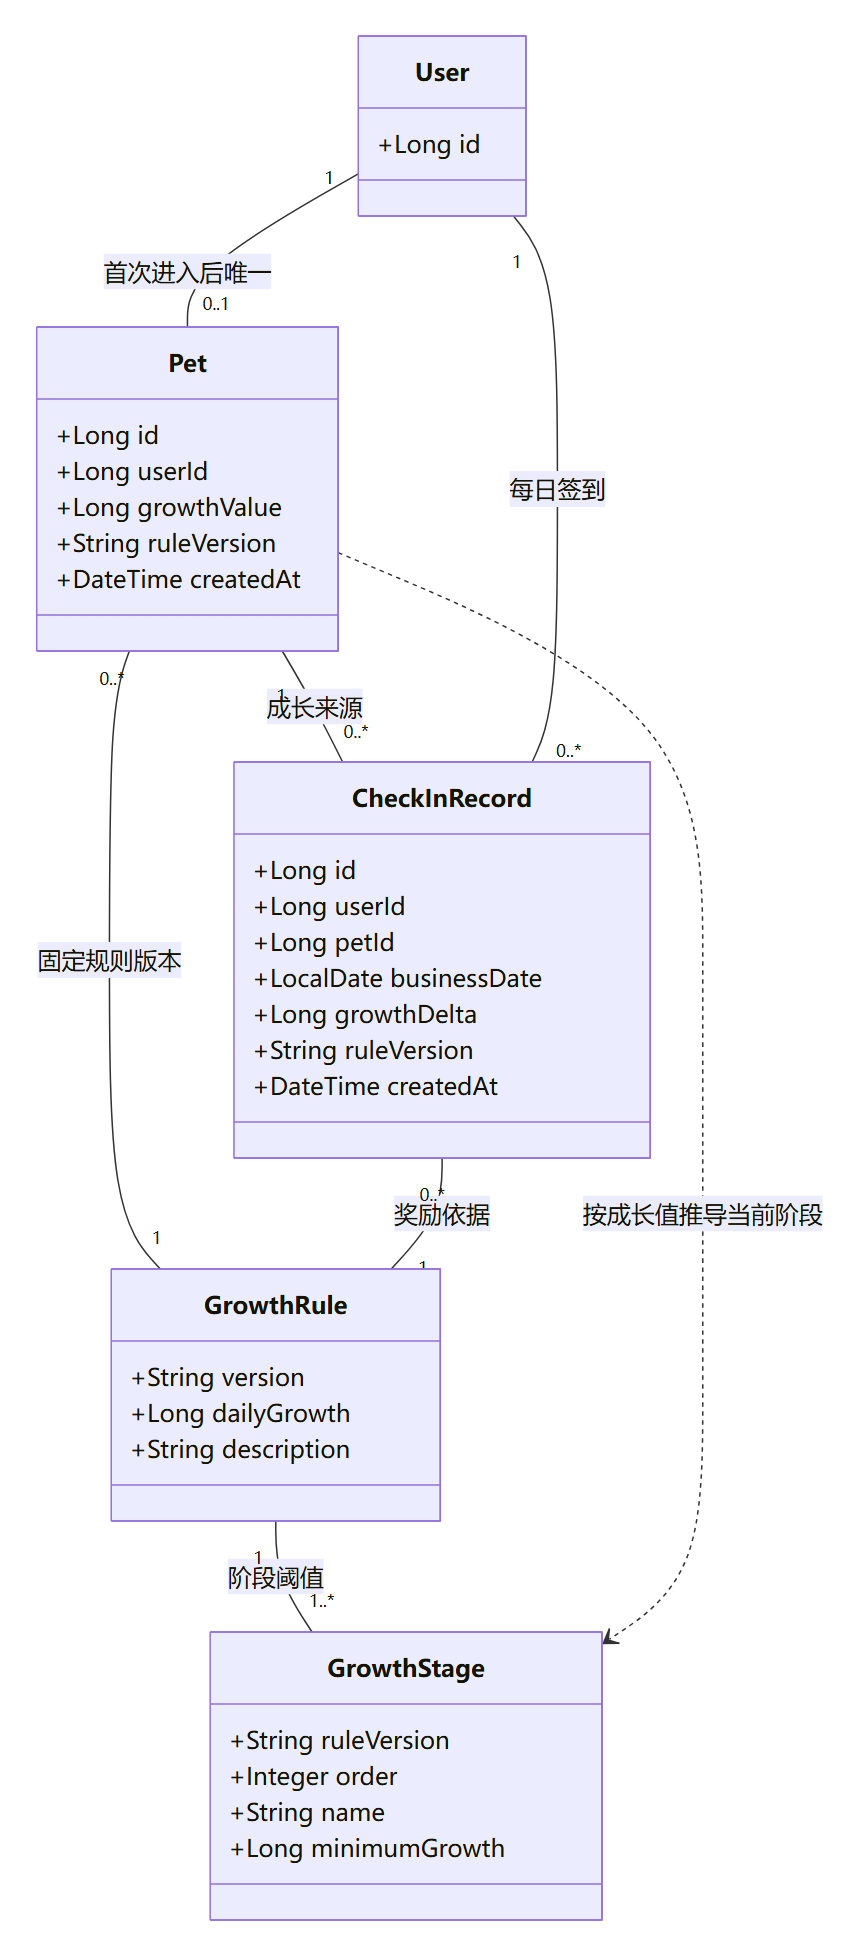 User
+Long id
1
首次进入后唯一
0..1
1
每日签到
0..*
Pet
+Long id
+Long userId
+Long growthValue
+String ruleVersion
+DateTime createdAt
0..*
固定规则版本
1
1
成长来源
0..*
CheckInRecord
+Long id
+Long userId
+Long petId
+LocalDate businessDate
+Long growthDelta
+String ruleVersion
+DateTime createdAt
0..*
奖励依据
1
按成长值推导当前阶段
GrowthRule
+String version
+Long dailyGrowth
+String description
1
阶段阈值
1..*
GrowthStage
+String ruleVersion
+Integer order
+String name
+Long minimumGrowth